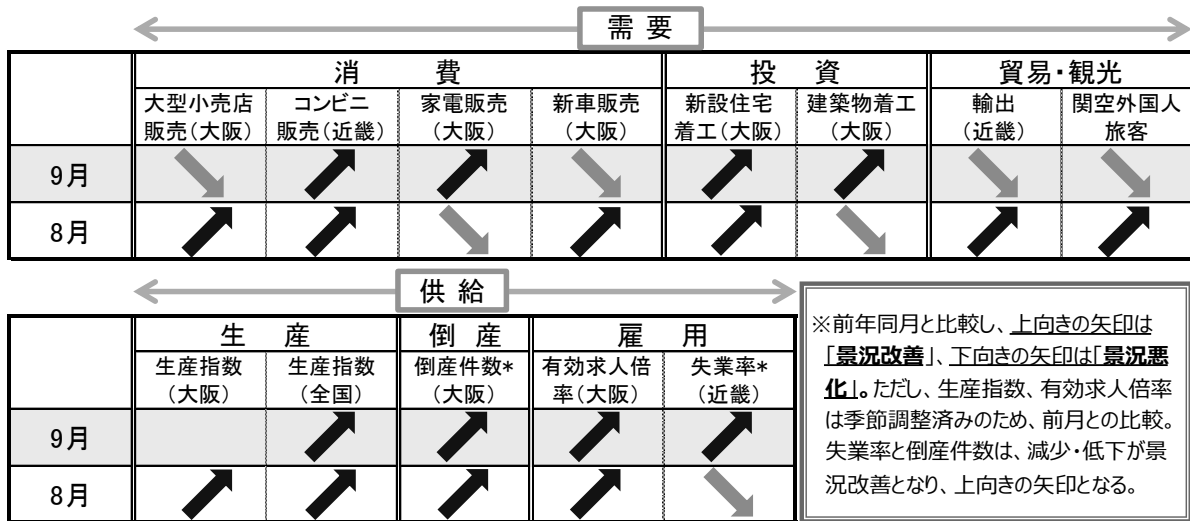 需 要
消 費 投 資 貿易・観光
大型小売店 コンビニ 家電販売 新車販売 新設住宅 建築物着工 輸出 関空外国人
販売(大阪) 販売(近畿) (大阪) (大阪) 着工(大阪) (大阪) (近畿) 旅客
9月
8月
供 給
生 産 倒 産 雇 用
生産指数 生産指数 倒産件数* 有効求人倍 失業率*
(大阪) (全国) (大阪) 率(大阪) (近畿)
9月
8月
※前年同月と比較し、上向きの矢印は
「景況改善」、下向きの矢印は「景況悪
化」。ただし、生産指数、有効求人倍率
は季節調整済みのため、前月との比較。
失業率と倒産件数は、減少・低下が景
況改善となり、上向きの矢印となる。